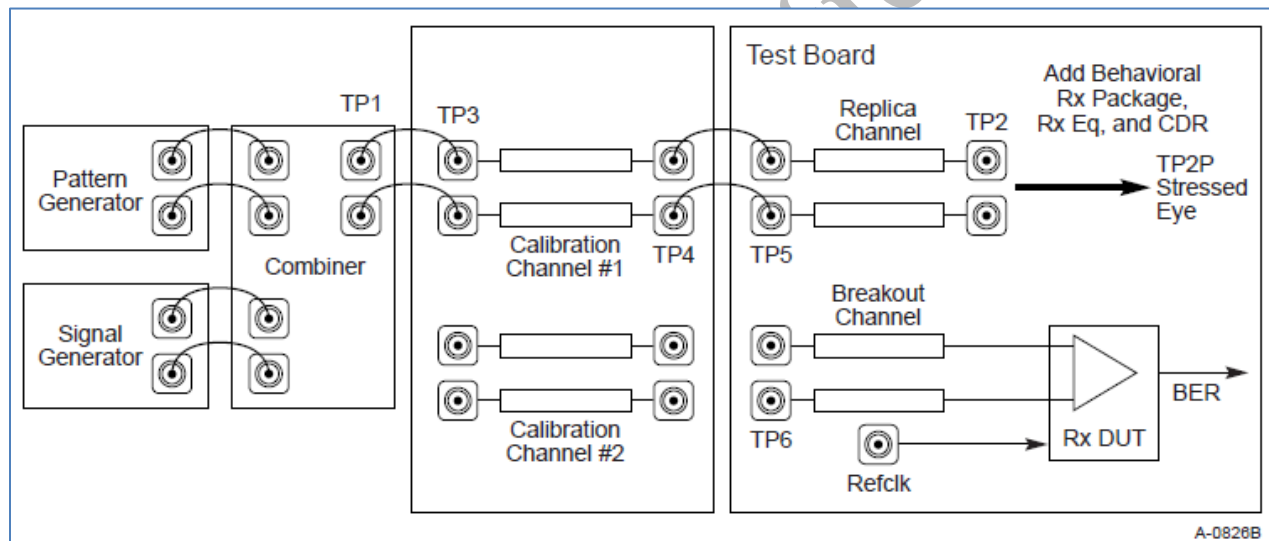 Test Board
Add Behavioral
Rx Package,
Rx Eq, and CDR
TP1
TP3
Replica
Channel
TP2
Pattern
Generator
TP2P
Stressed
Eye
Combiner
Calibration
Channel #1
TP4
TP5
Signal
Generator
Breakout
Channel
BER
Calibration
Channel #2
TP6
Rx DUT
Refclk
A-0826B